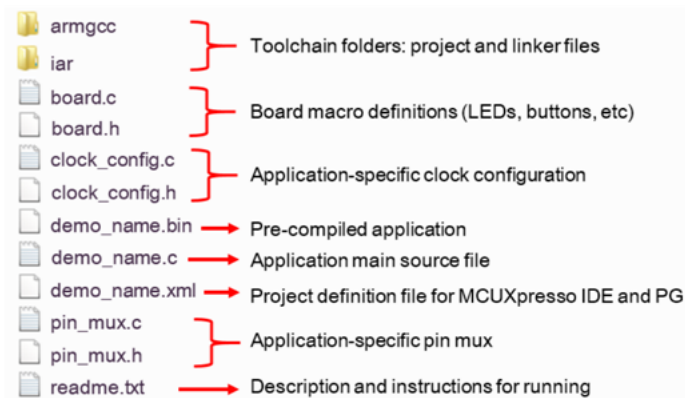 armgcc
iar
Toolchain folders: project and linker files
board.c
board.h
Board macro definitions (LEDs, buttons, etc)
clock_config.c
clock_config.h
Application-specific clock configuration
demo_name.bin
Pre-compiled application
demo_name.c
Application main source file
demo_name.xml
Project definition file for MCUXpresso IDE and PG
pin_mux.c
pin_mux.h
Application-specific pin mux
readme.txt
Description and instructions for running